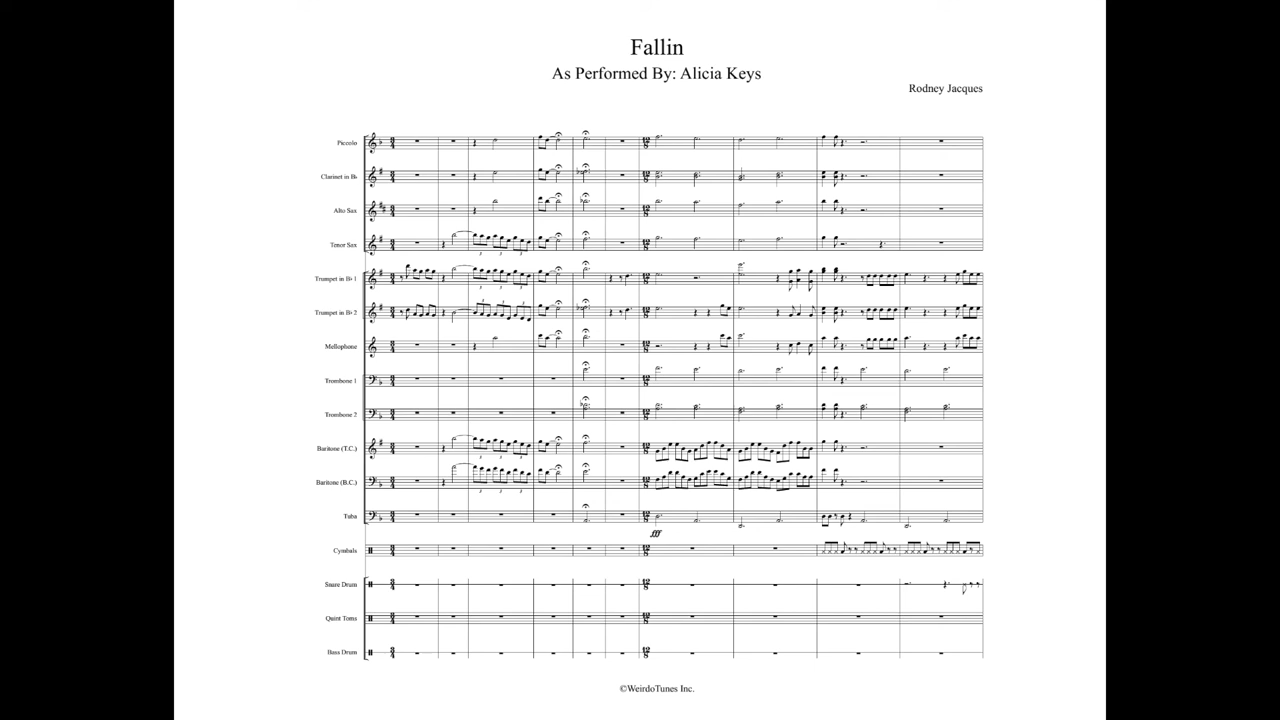 Fallin
As Performed By: Alicia Keys
Rodney Jacques
Piccolo
Clarinet in B♭
Alto Sax
Tenor Sax
Trumpet in B♭ 1
Trumpet in B♭ 2
Mellophone
Trombone 1
Trombone 2
Baritone (T.C.)
Baritone (B.C.)
Tuba
fff
Cymbals
Snare Drum
Quint Toms
Bass Drum
©WeirdoTunes Inc.